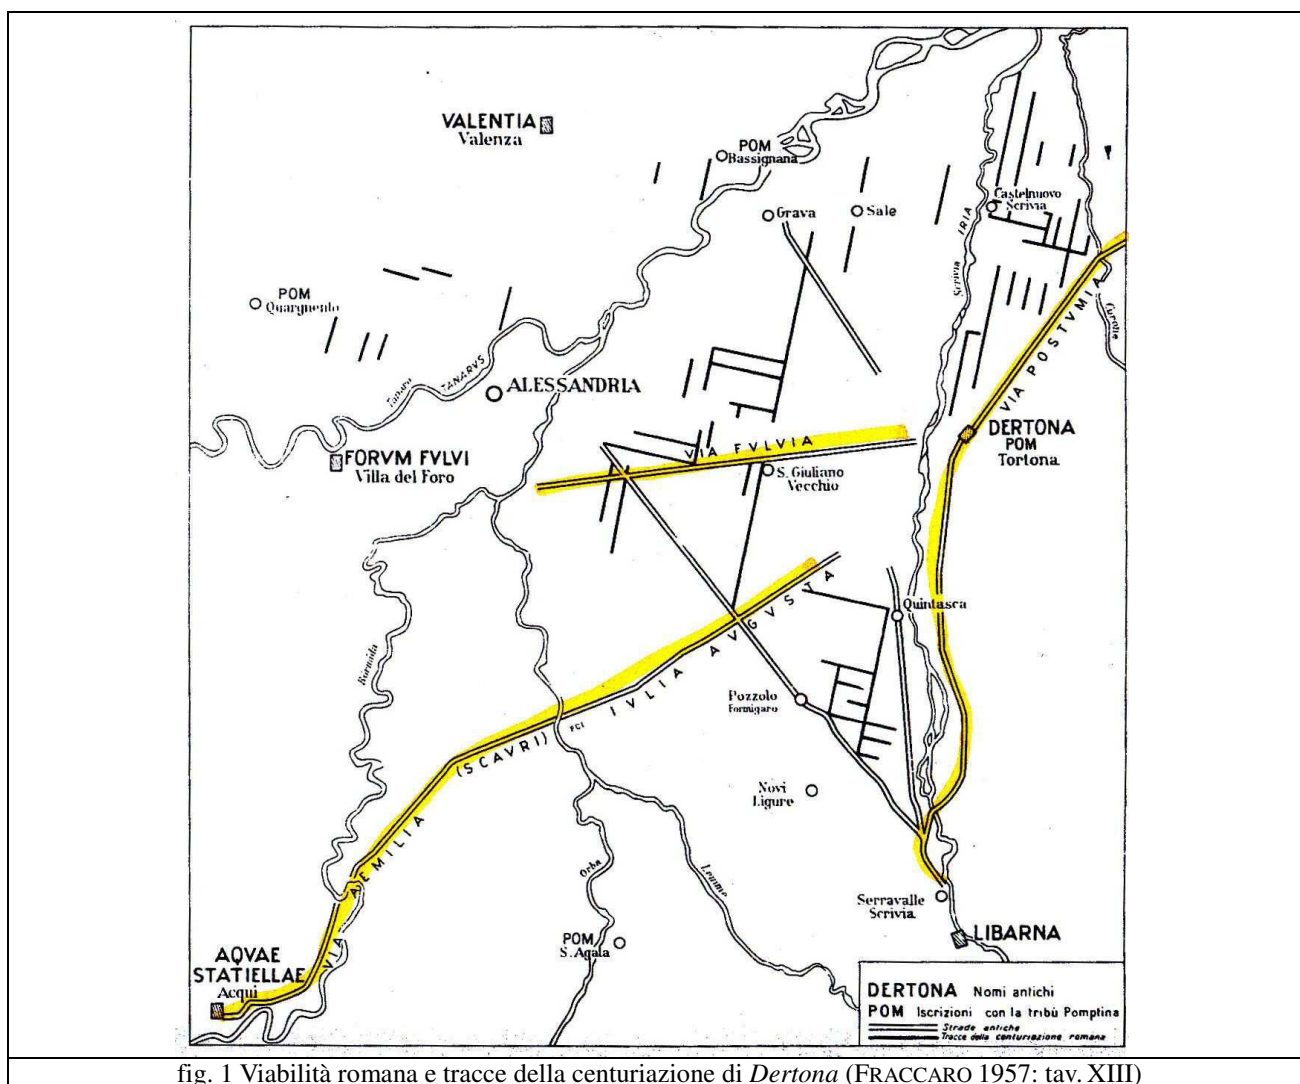 VALENTIA
Valenza
POM
Bassignana
Grava
Sale
Castelnuovo
Scrivia
IRIA
Scrivia
POM
Quargnento
Tanaro
TANARVS
ALESSANDRIA
VIA POSTVMIA
Curone
FORVM FVLVI
Villa del Foro
VIA FVLVIA
S. Giuliano
Vecchio
DERTONA
POM
Tortona
Bormida
Quintasca
Pozzolo
Formigaro
VIA AEMILIA (SCAVRI) PCI IVLIA AVGVSTA
Novi
Ligure
Orba
Lemme
Serravalle
Scrivia
LIBARNA
POM
S. Agala
AQVAE
STATIELLAE
Acqui
DERTONA Nomi antichi
POM Iscrizioni con la tribù Pomptina
Strade antiche
Tracce della centuriazione romana
fig. 1 Viabilità romana e tracce della centuriazione di Dertona (FRACCARO 1957: tav. XIII)